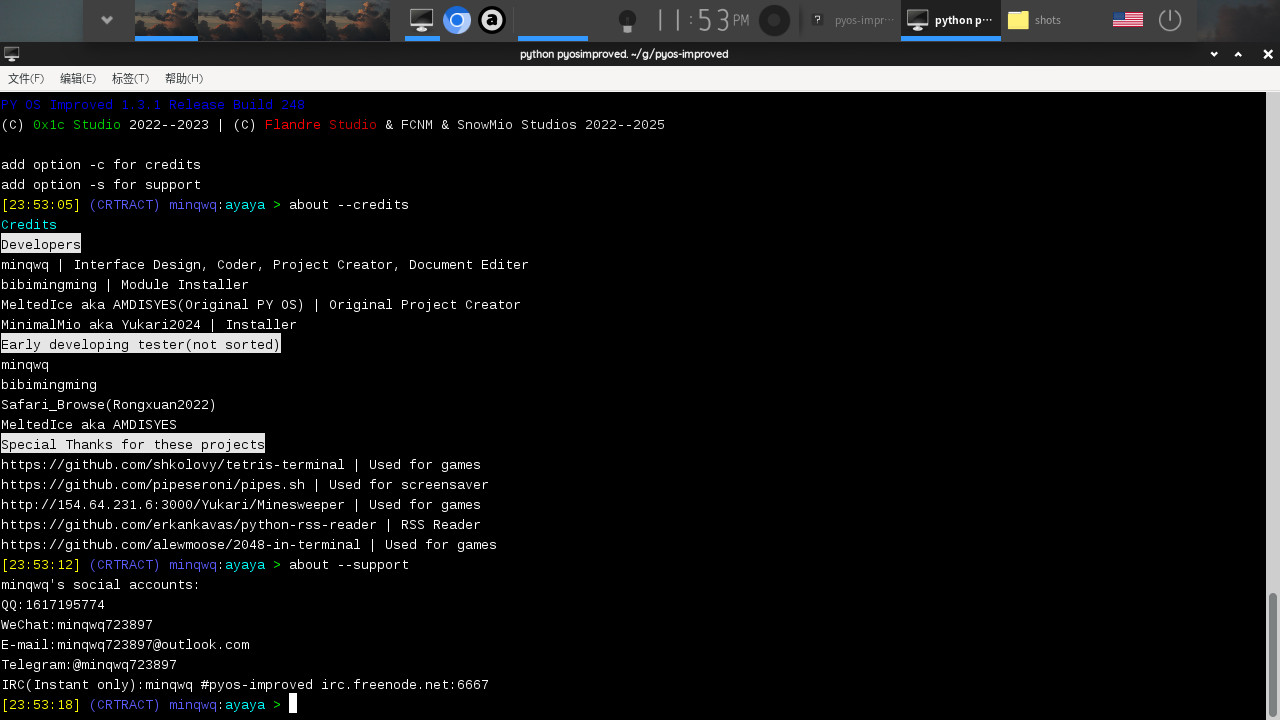 11:53 PM
pyos-impr…
python p…
shots
python pyosimproved. ~/g/pyos-improved
文件(F) 编辑(E) 标签(T) 帮助(H)
PY OS Improved 1.3.1 Release Build 248
(C) 0x1c Studio 2022--2023 | (C) Flandre Studio & FCNM & SnowMio Studios 2022--2025
add option -c for credits
add option -s for support
[23:53:05] (CRTRACT) minqwq:ayaya > about --credits
Credits
Developers
minqwq | Interface Design, Coder, Project Creator, Document Editer
bibimingming | Module Installer
MeltedIce aka AMDISYES(Original PY OS) | Original Project Creator
MinimalMio aka Yukari2024 | Installer
Early developing tester(not sorted)
minqwq
bibimingming
Safari_Browse(Rongxuan2022)
MeltedIce aka AMDISYES
Special Thanks for these projects
https://github.com/shkolovy/tetris-terminal | Used for games
https://github.com/pipeseroni/pipes.sh | Used for screensaver
http://154.64.231.6:3000/Yukari/Minesweeper | Used for games
https://github.com/erkankavas/python-rss-reader | RSS Reader
https://github.com/alewmoose/2048-in-terminal | Used for games
[23:53:12] (CRTRACT) minqwq:ayaya > about --support
minqwq's social accounts:
QQ:1617195774
WeChat:minqwq723897
E-mail:minqwq723897@outlook.com
Telegram:@minqwq723897
IRC(Instant only):minqwq #pyos-improved irc.freenode.net:6667
[23:53:18] (CRTRACT) minqwq:ayaya >